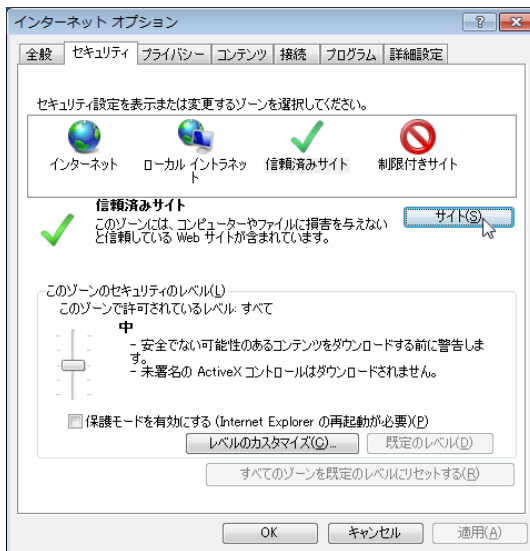 インターネット オプション
全般 セキュリティ プライバシー コンテンツ 接続 プログラム 詳細設定
セキュリティ設定を表示または変更するゾーンを選択してください。
インターネット ローカル イントラネッ 信頼済みサイト 制限付きサイト
ト
信頼済みサイト
サイト(S)
このゾーンには、コンピューターやファイルに損害を与えない
と信頼している Web サイトが含まれています。
このゾーンのセキュリティのレベル(L)
このゾーンで許可されているレベル: すべて
中
- 安全でない可能性のあるコンテンツをダウンロードする前に警告しま
す。
- 未署名の ActiveX コントロールはダウンロードされません。
保護モードを有効にする (Internet Explorer の再起動が必要)(P)
レベルのカスタマイズ(C)... 既定のレベル(D)
すべてのゾーンを既定のレベルにリセットする(R)
OK キャンセル 適用(A)